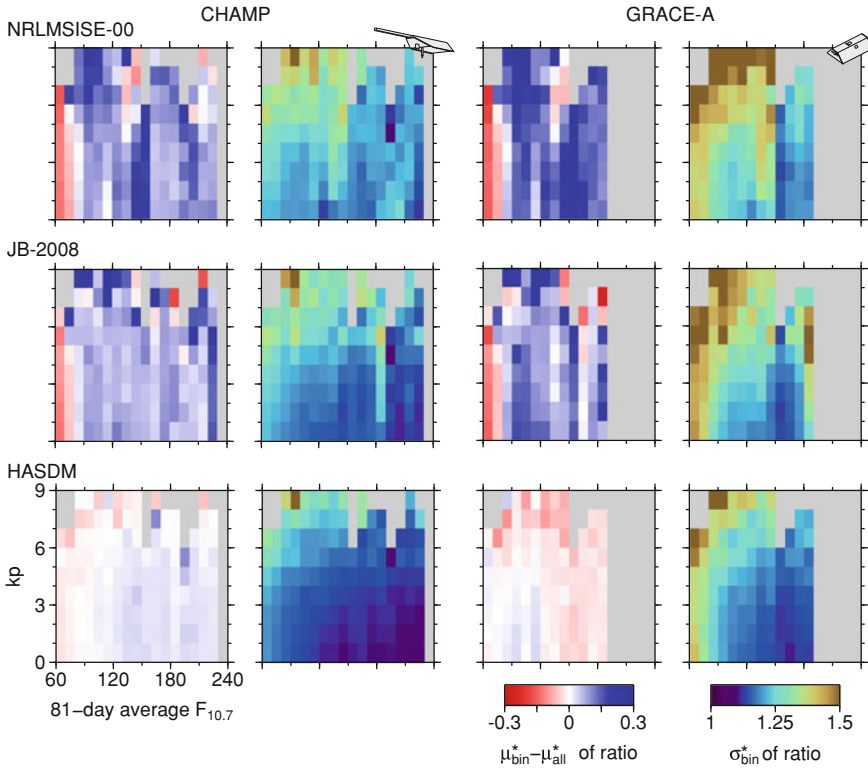 CHAMP
GRACE-A
NRLMSISE-00
JB-2008
HASDM
9
6
3
0
kp
60 120 180 240
81-day average F10.7
-0.3 0 0.3
μ*bin-μ*all of ratio
1 1.25 1.5
σ*bin of ratio